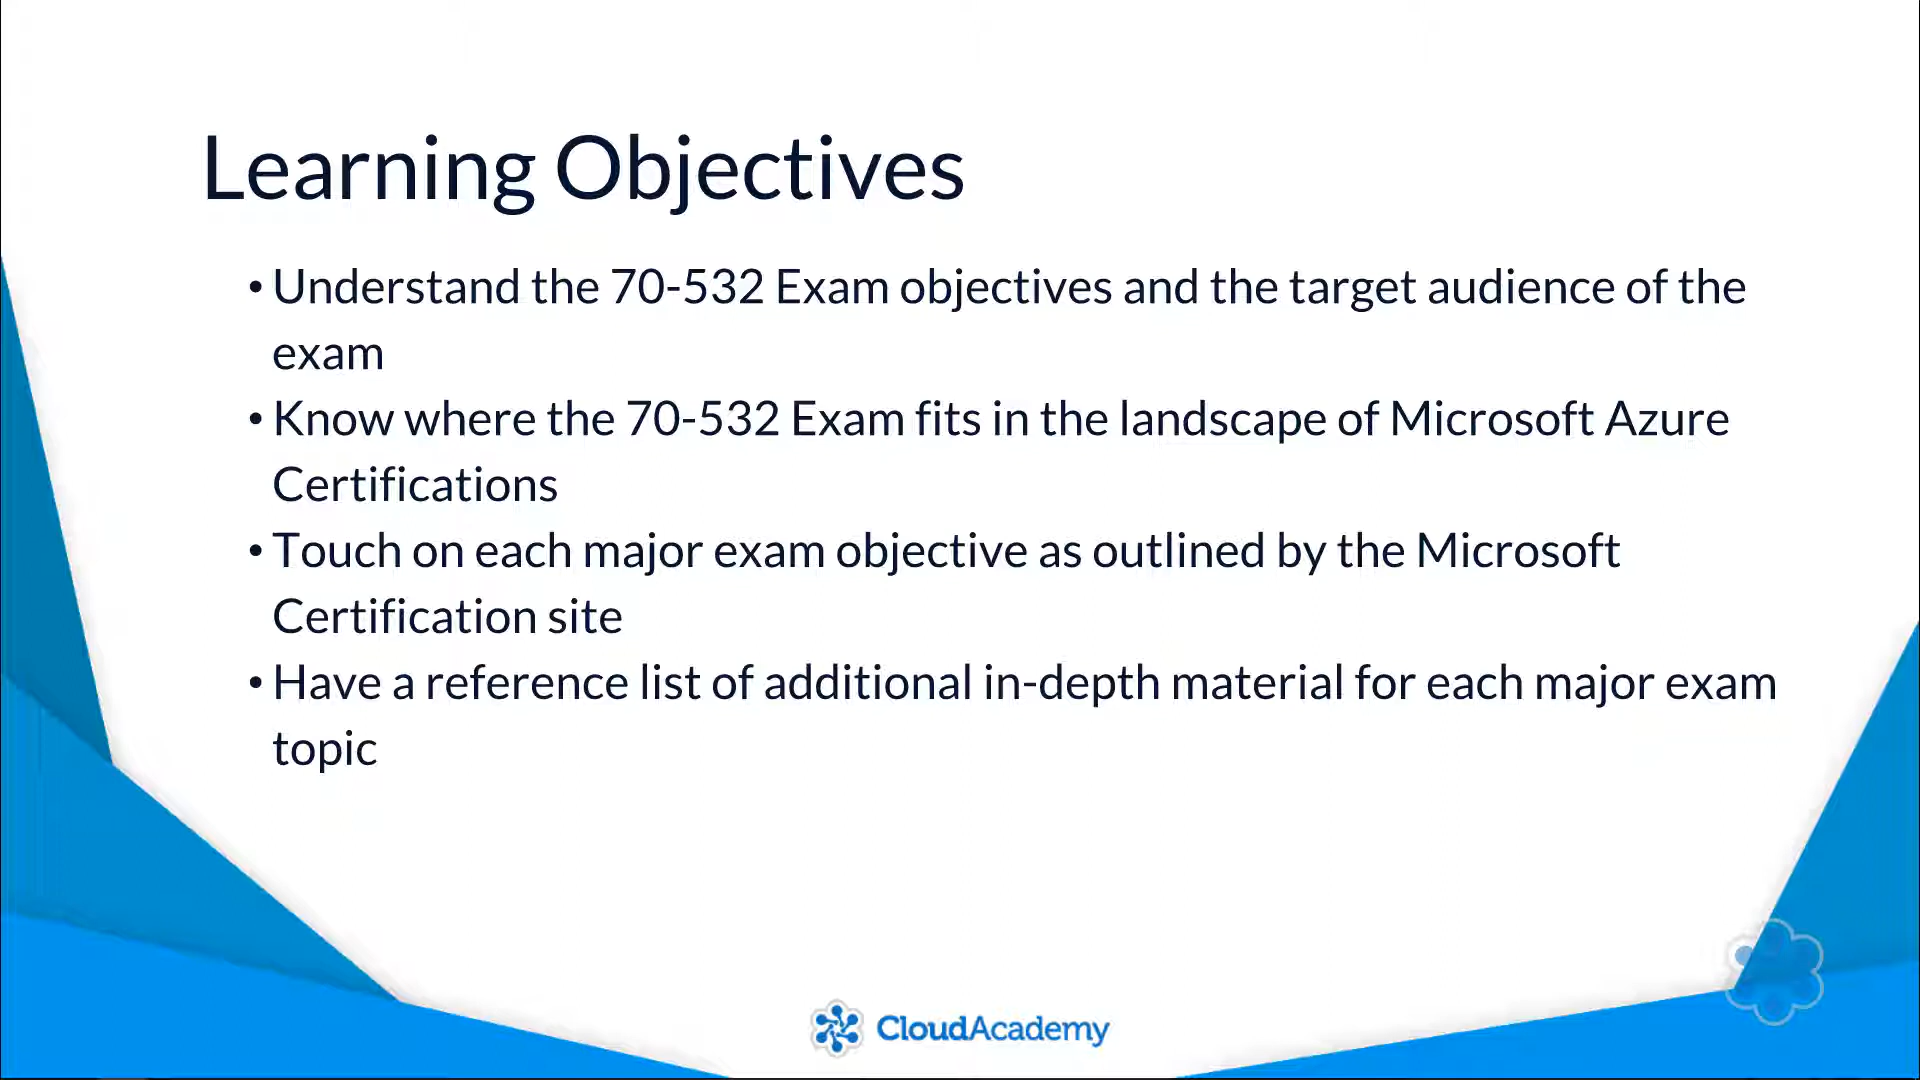 Learning Objectives
• Understand the 70-532 Exam objectives and the target audience of the
exam
• Know where the 70-532 Exam fits in the landscape of Microsoft Azure
Certifications
• Touch on each major exam objective as outlined by the Microsoft
Certification site
• Have a reference list of additional in-depth material for each major exam
topic
CloudAcademy